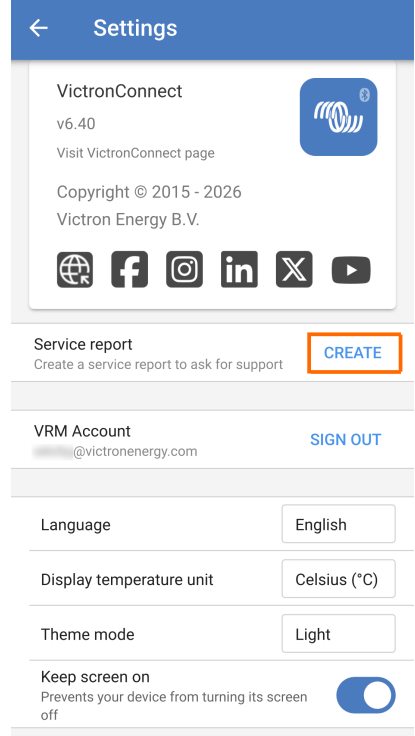 Settings
VictronConnect
v6.40
Visit VictronConnect page
Copyright © 2015 - 2026
Victron Energy B.V.
Service report
Create a service report to ask for support
CREATE
VRM Account
@victronenergy.com
SIGN OUT
Language
English
Display temperature unit
Celsius (°C)
Theme mode
Light
Keep screen on
Prevents your device from turning its screen
off